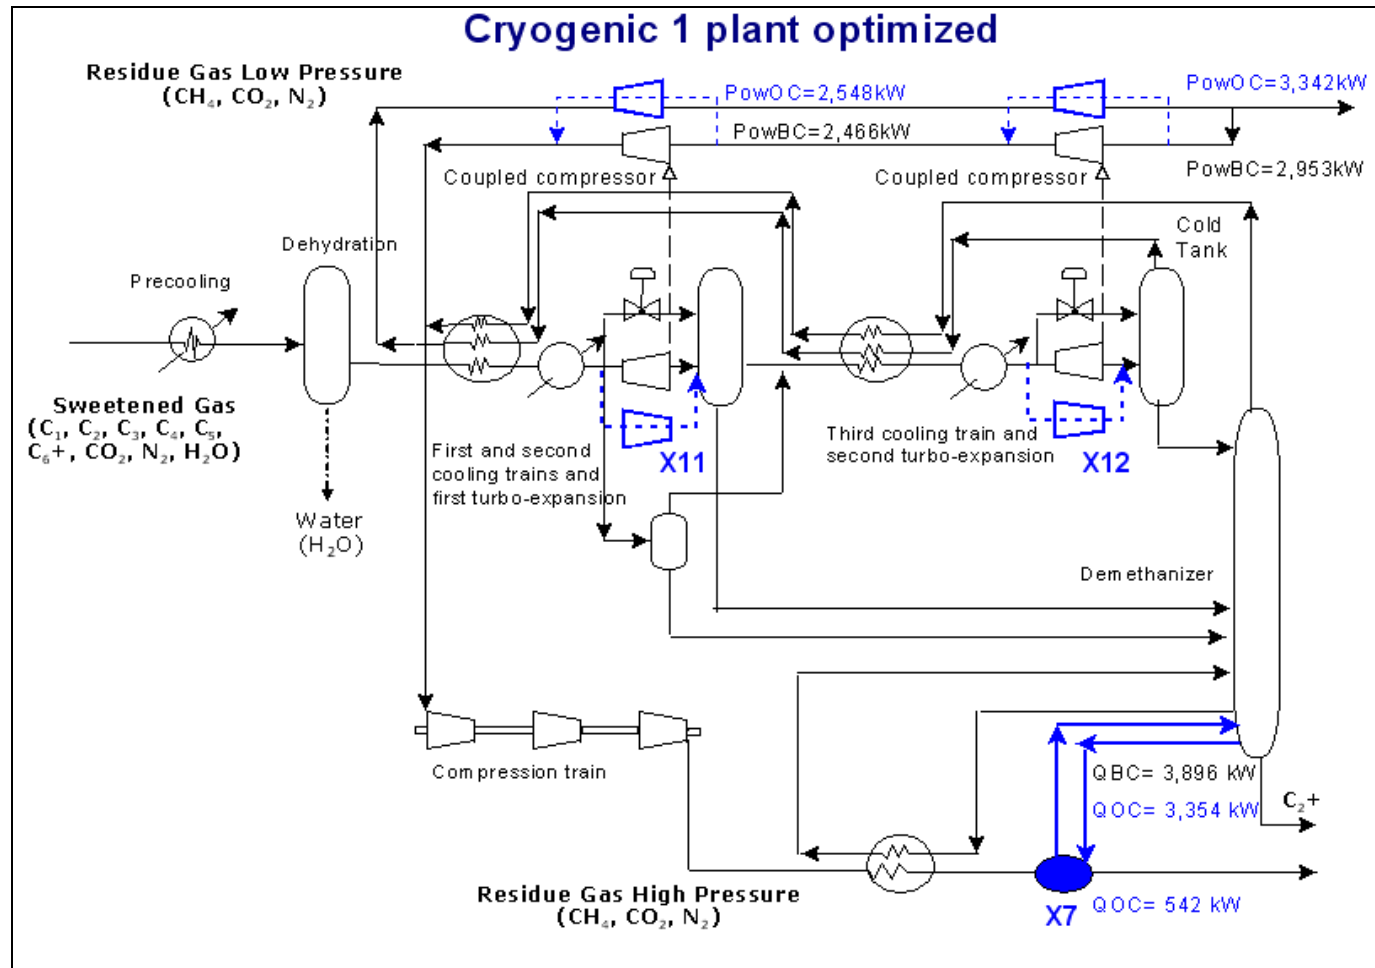 Cryogenic 1 plant optimized
Residue Gas Low Pressure
(CH₄, CO₂, N₂)
PowOC=2,548kW
PowOC=3,342kW
PowBC=2,466kW
PowBC=2,953kW
Coupled compressor
Coupled compressor
Dehydration
Cold
Tank
Precooling
Sweetened Gas
(C₁, C₂, C₃, C₄, C₅,
C₆+, CO₂, N₂, H₂O)
First and second
cooling trains and
first turbo-expansion
X11
Third cooling train and
second turbo-expansion
X12
Water
(H₂O)
Demethanizer
Compression train
QBC= 3,896 kW
QOC= 3,354 kW
C₂+
Residue Gas High Pressure
(CH₄, CO₂, N₂)
X7
QOC= 542 kW